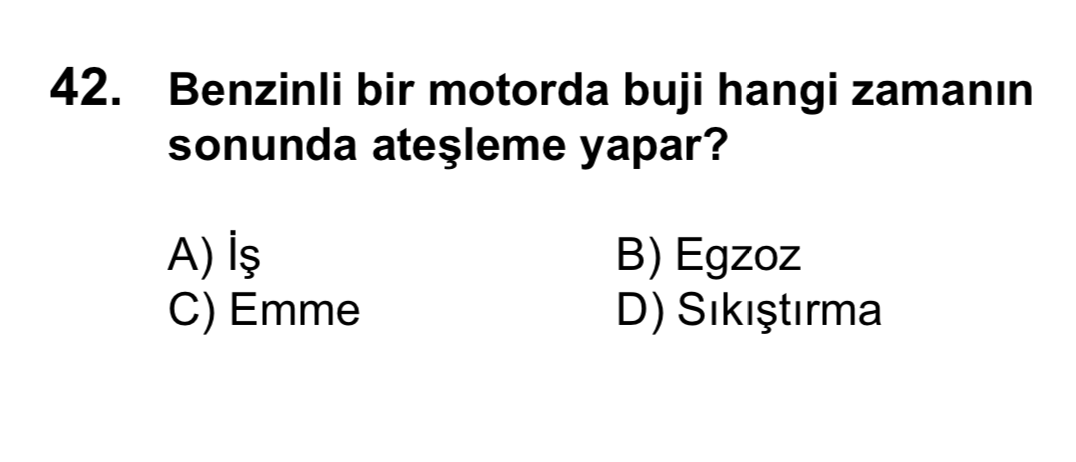 42. Benzinli bir motorda buji hangi zamanın
sonunda ateşleme yapar?
A) İş B) Egzoz
C) Emme D) Sıkıştırma